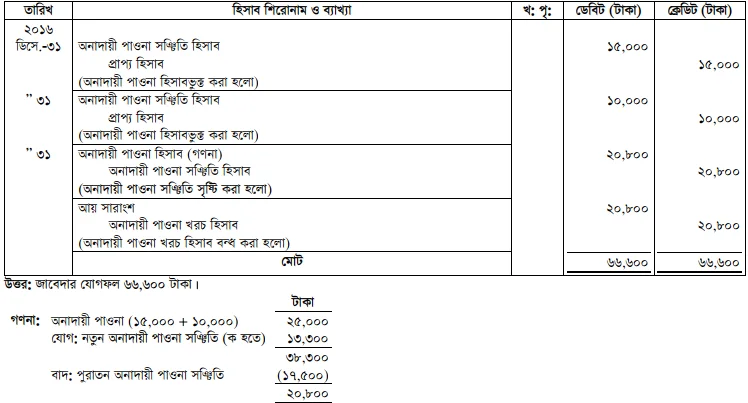 তারিখ হিসাব শিরোনাম ও ব্যাখ্যা খ: পৃ: ডেবিট (টাকা) ক্রেডিট (টাকা)
২০১৬
ডিসে.-৩১ অনাদায়ী পাওনা সঞ্চিতি হিসাব ১৫,০০০
প্রাপ্য হিসাব ১৫,০০০
(অনাদায়ী পাওনা হিসাবভুক্ত করা হলো)
" ৩১ অনাদায়ী পাওনা সঞ্চিতি হিসাব ১০,০০০
প্রাপ্য হিসাব ১০,০০০
(অনাদায়ী পাওনা হিসাবভুক্ত করা হলো)
" ৩১ অনাদায়ী পাওনা হিসাব (গণনা) ২০,৮০০
অনাদায়ী পাওনা সঞ্চিতি হিসাব ২০,৮০০
(অনাদায়ী পাওনা সঞ্চিতি সৃষ্টি করা হলো)
আয় সারাংশ ২০,৮০০
অনাদায়ী পাওনা খরচ হিসাব ২০,৮০০
(অনাদায়ী পাওনা খরচ হিসাব বন্ধ করা হলো)
মোট ৬৬,৬০০ ৬৬,৬০০
উত্তর: জাবেদার যোগফল ৬৬,৬০০ টাকা।
টাকা
গণনা: অনাদায়ী পাওনা (১৫,০০০ + ১০,০০০) ২৫,০০০
যোগ: নতুন অনাদায়ী পাওনা সঞ্চিতি (ক হতে) ১৩,৩০০
৩৮,৩০০
বাদ: পুরাতন অনাদায়ী পাওনা সঞ্চিতি (১৭,৫০০)
২০,৮০০